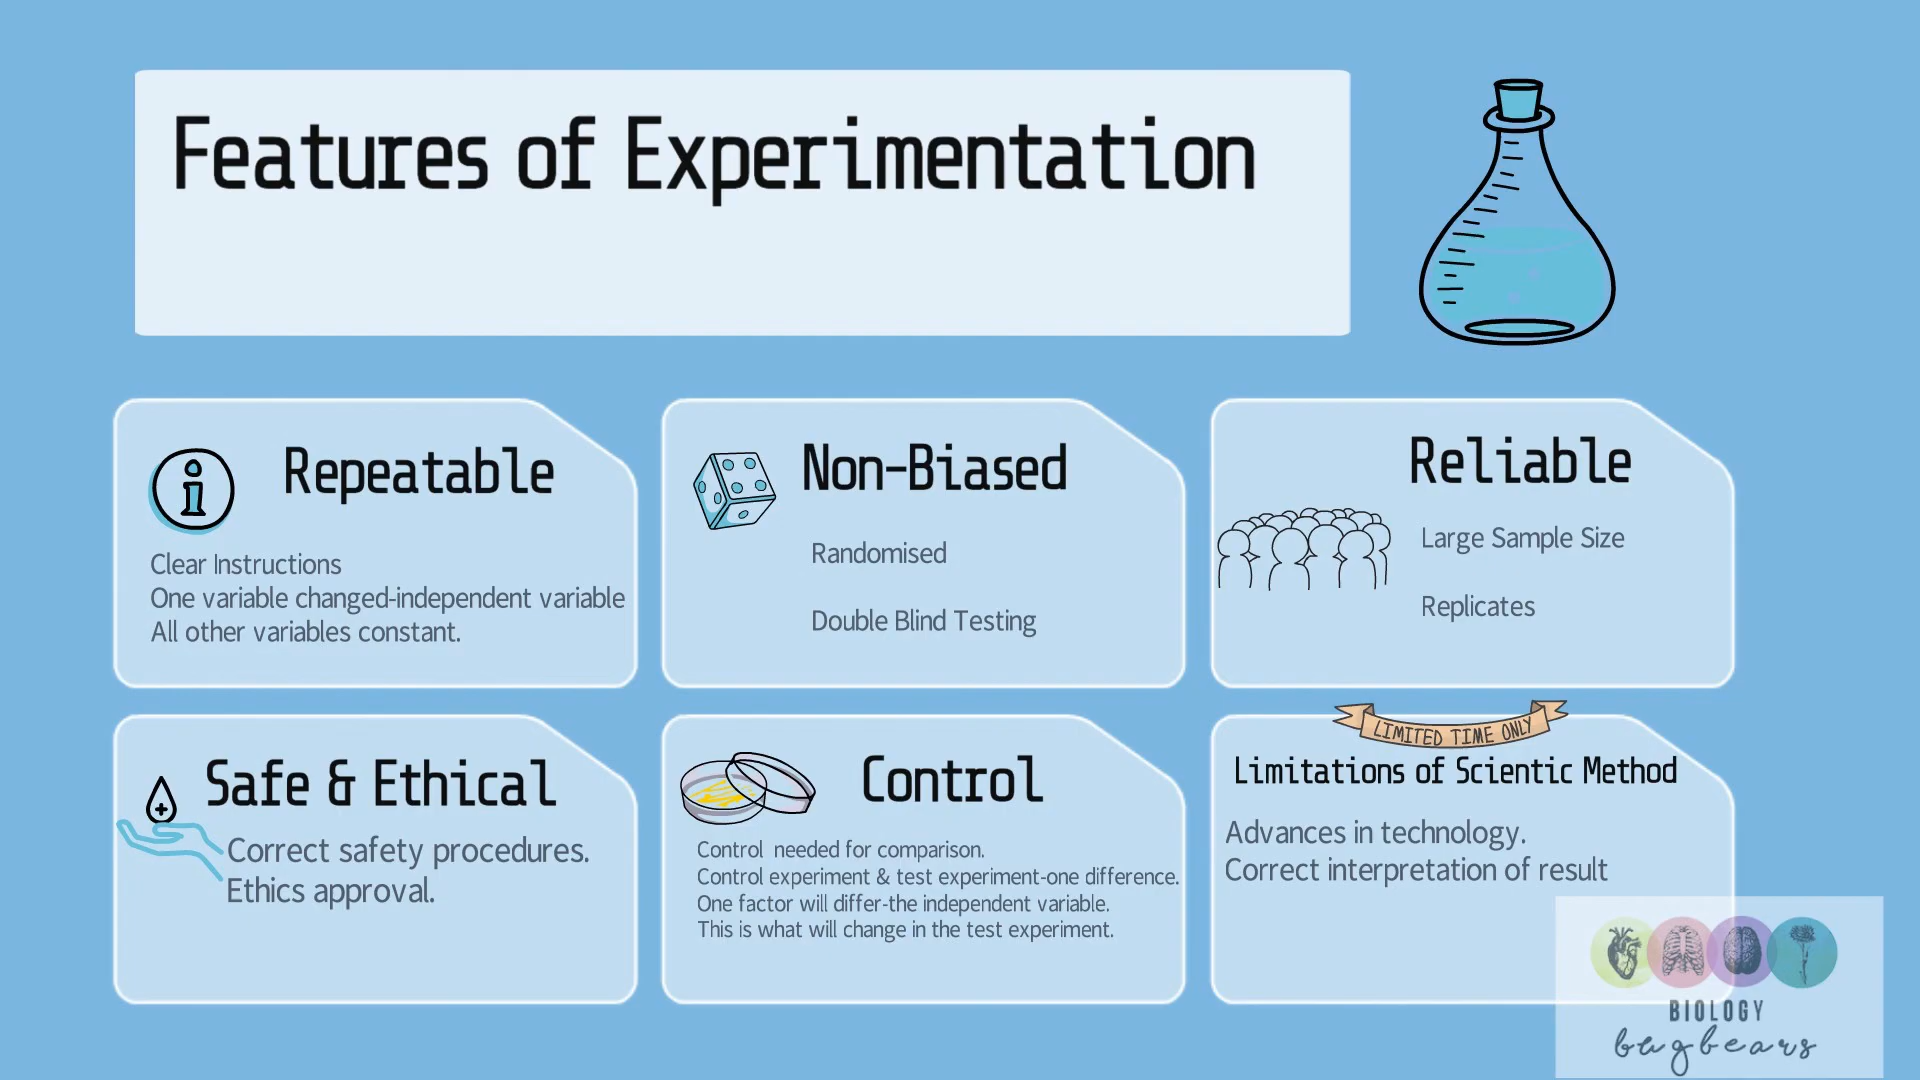 Features of Experimentation
Repeatable
Clear Instructions
One variable changed-independent variable
All other variables constant.
Non-Biased
Randomised
Double Blind Testing
Reliable
Large Sample Size
Replicates
Safe & Ethical
Correct safety procedures.
Ethics approval.
Control
Control needed for comparison.
Control experiment & test experiment-one difference.
One factor will differ-the independent variable.
This is what will change in the test experiment.
LIMITED TIME ONLY
Limitations of Scientic Method
Advances in technology.
Correct interpretation of result
BIOLOGY
bugbears